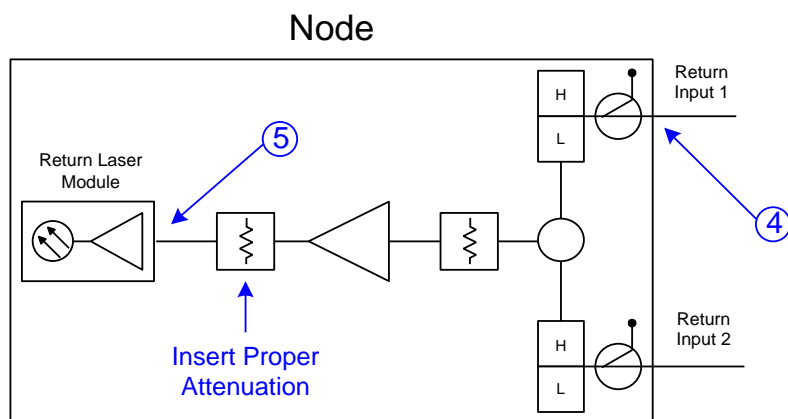 Node
Return
Input 1
H
L
5
Return Laser
Module
4
Insert Proper
Attenuation
H
L
Return
Input 2